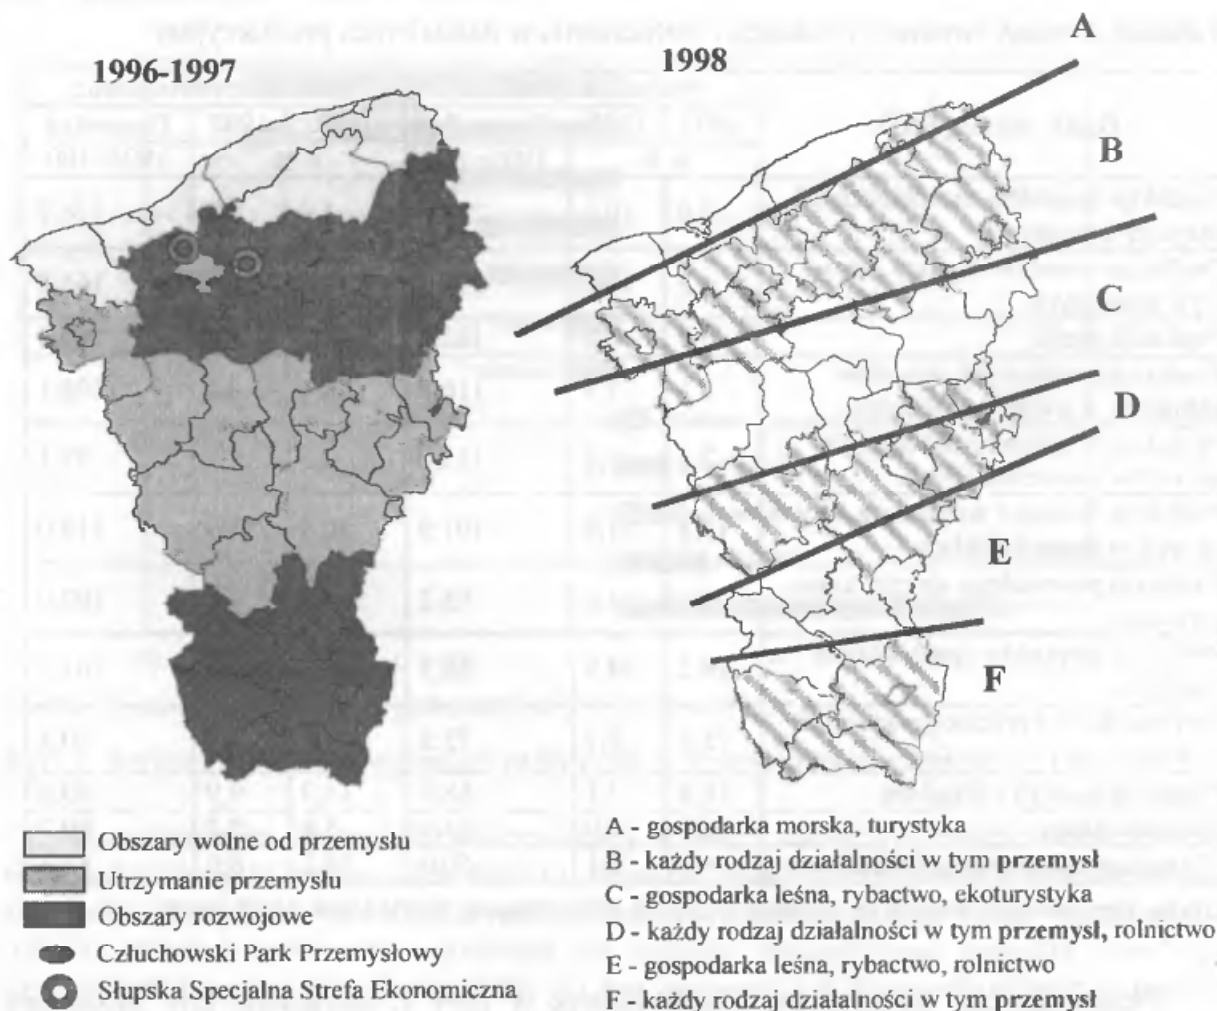 1996-1997
1998
A
B
C
D
E
F
Obszary wolne od przemysłu
Utrzymanie przemysłu
Obszary rozwojowe
Człuchowski Park Przemysłowy
Słupska Specjalna Strefa Ekonomiczna
A - gospodarka morska, turystyka
B - każdy rodzaj działalności w tym przemysł
C - gospodarka leśna, rybactwo, ekoturystyka
D - każdy rodzaj działalności w tym przemysł, rolnictwo
E - gospodarka leśna, rybactwo, rolnictwo
F - każdy rodzaj działalności w tym przemysł